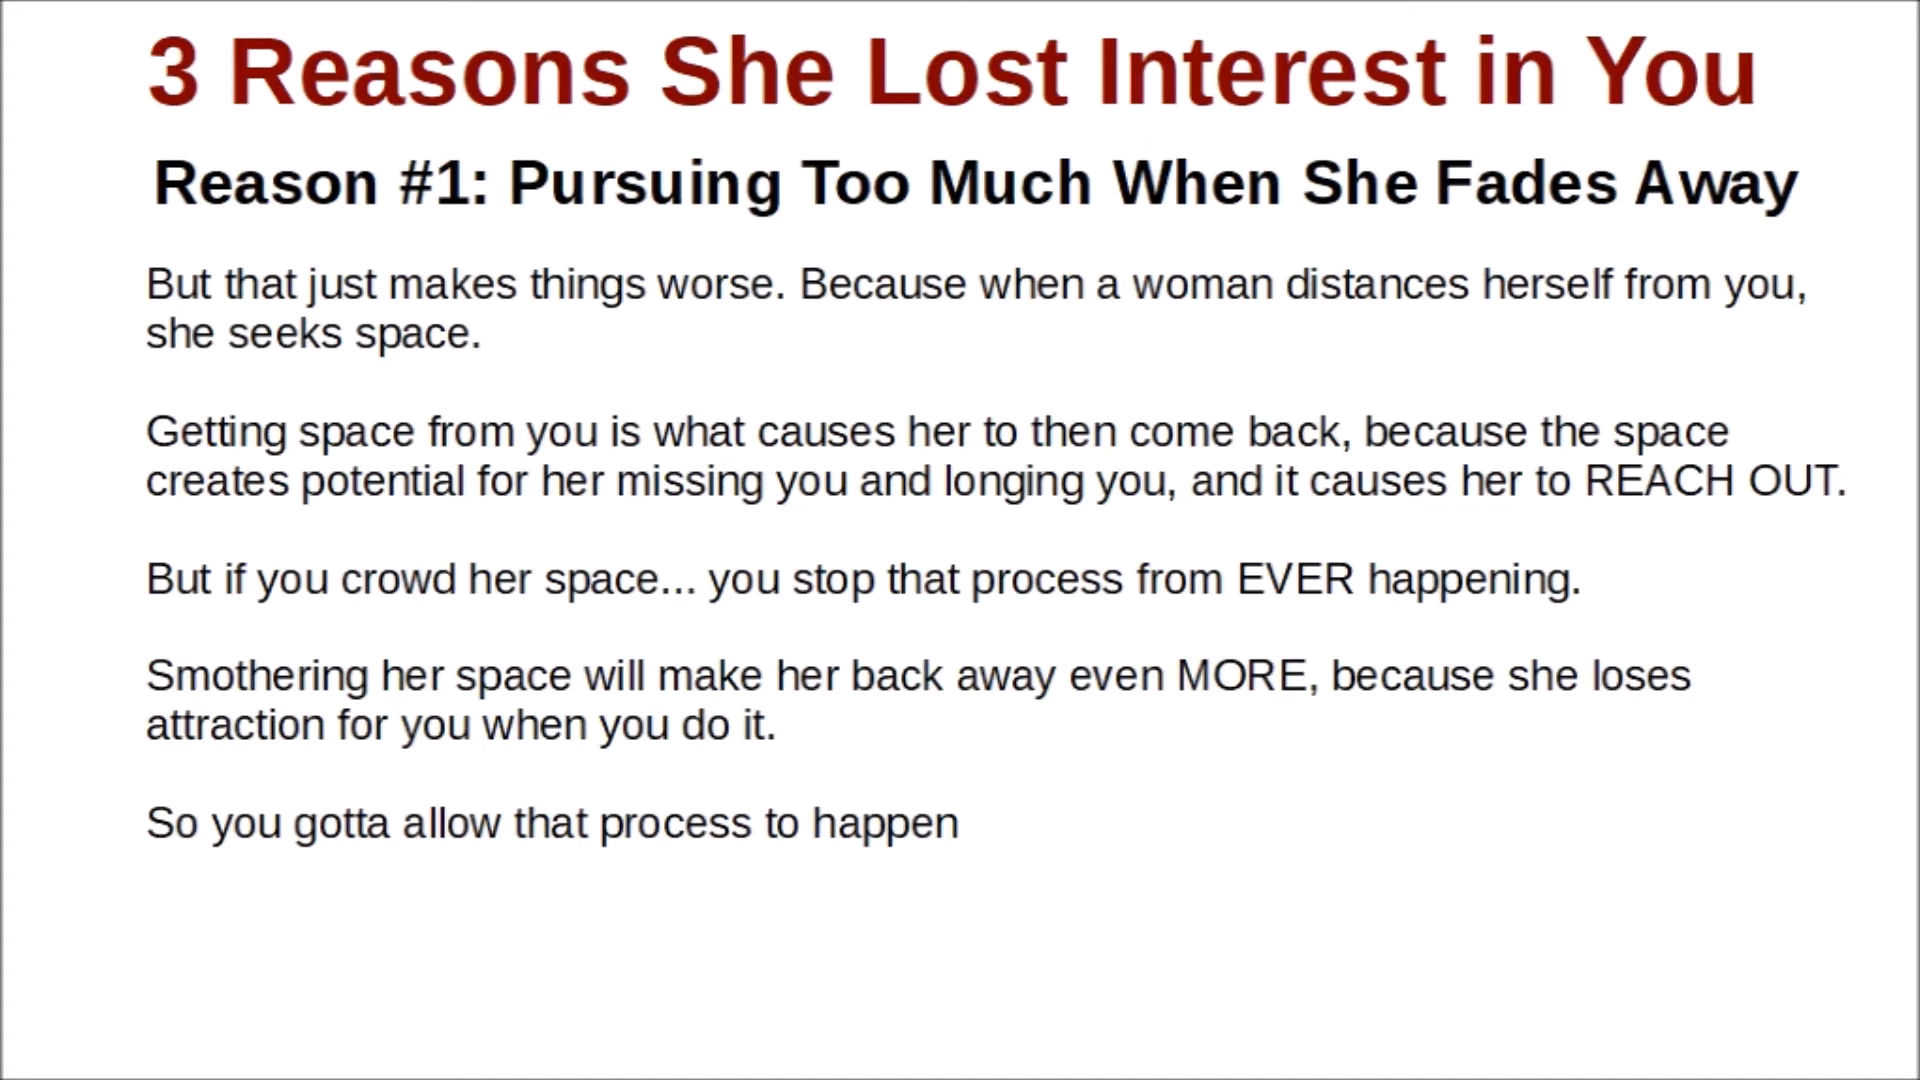 3 Reasons She Lost Interest in You
Reason #1: Pursuing Too Much When She Fades Away
But that just makes things worse. Because when a woman distances herself from you,
she seeks space.
Getting space from you is what causes her to then come back, because the space
creates potential for her missing you and longing you, and it causes her to REACH OUT.
But if you crowd her space... you stop that process from EVER happening.
Smothering her space will make her back away even MORE, because she loses
attraction for you when you do it.
So you gotta allow that process to happen